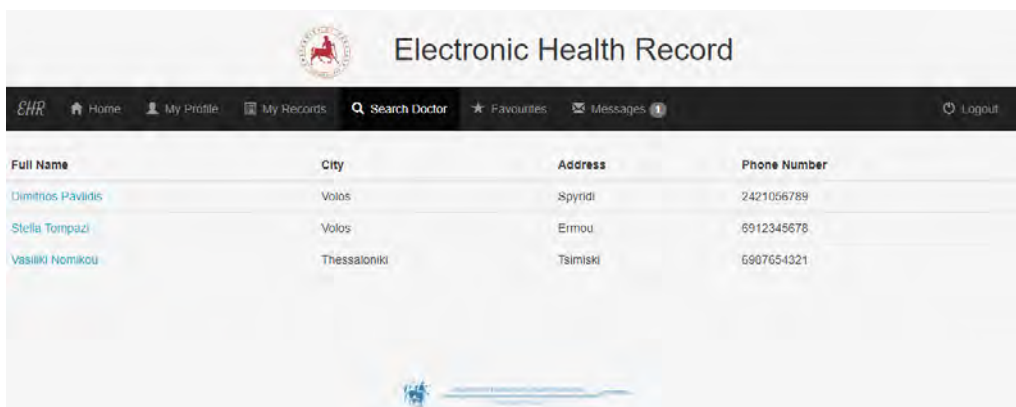 Electronic Health Record
EHR Home My Profile My Records Search Doctor Favourites Messages 1 Logout
Full Name City Address Phone Number
Dimitrios Pavlidis Volos Spyridi 2421056789
Stella Tompazi Volos Ermou 6912345678
Vasiliki Nomikou Thessaloniki Tsimiski 6987654321